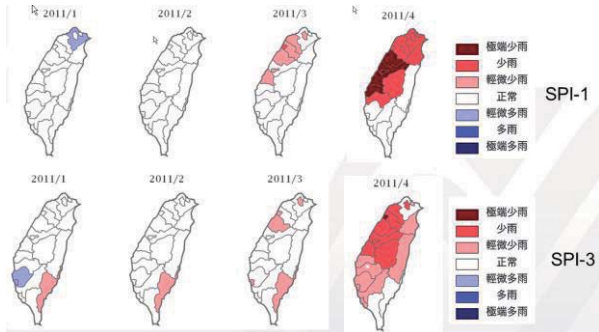 2011/1
2011/2
2011/3
2011/4
極端少雨
少雨
輕微少雨
正常
輕微多雨
多雨
極端多雨
SPI-1
2011/1
2011/2
2011/3
2011/4
極端少雨
少雨
輕微少雨
正常
輕微多雨
多雨
極端多雨
SPI-3